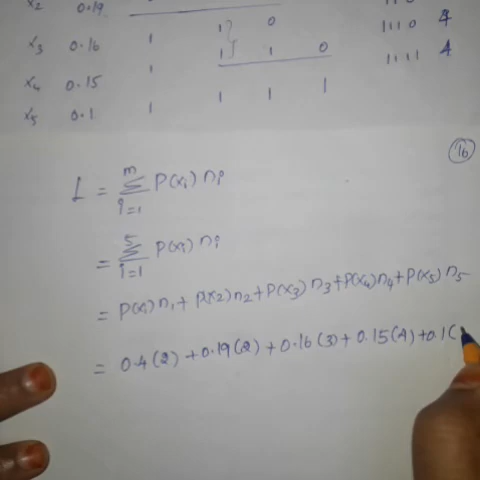 x2 0.19
x3 0.16 1 1 0 1110 4
x4 0.15 1 1 1 0 1111 4
x5 0.1 1 1 1 1
16
L = m Σ i=1 P(xi) ni
= 5 Σ i=1 P(xi) ni
= P(x1) n1 + P(x2) n2 + P(x3) n3 + P(x4) n4 + P(x5) n5
= 0.4(2) + 0.19(2) + 0.16(3) + 0.15(4) + 0.1(